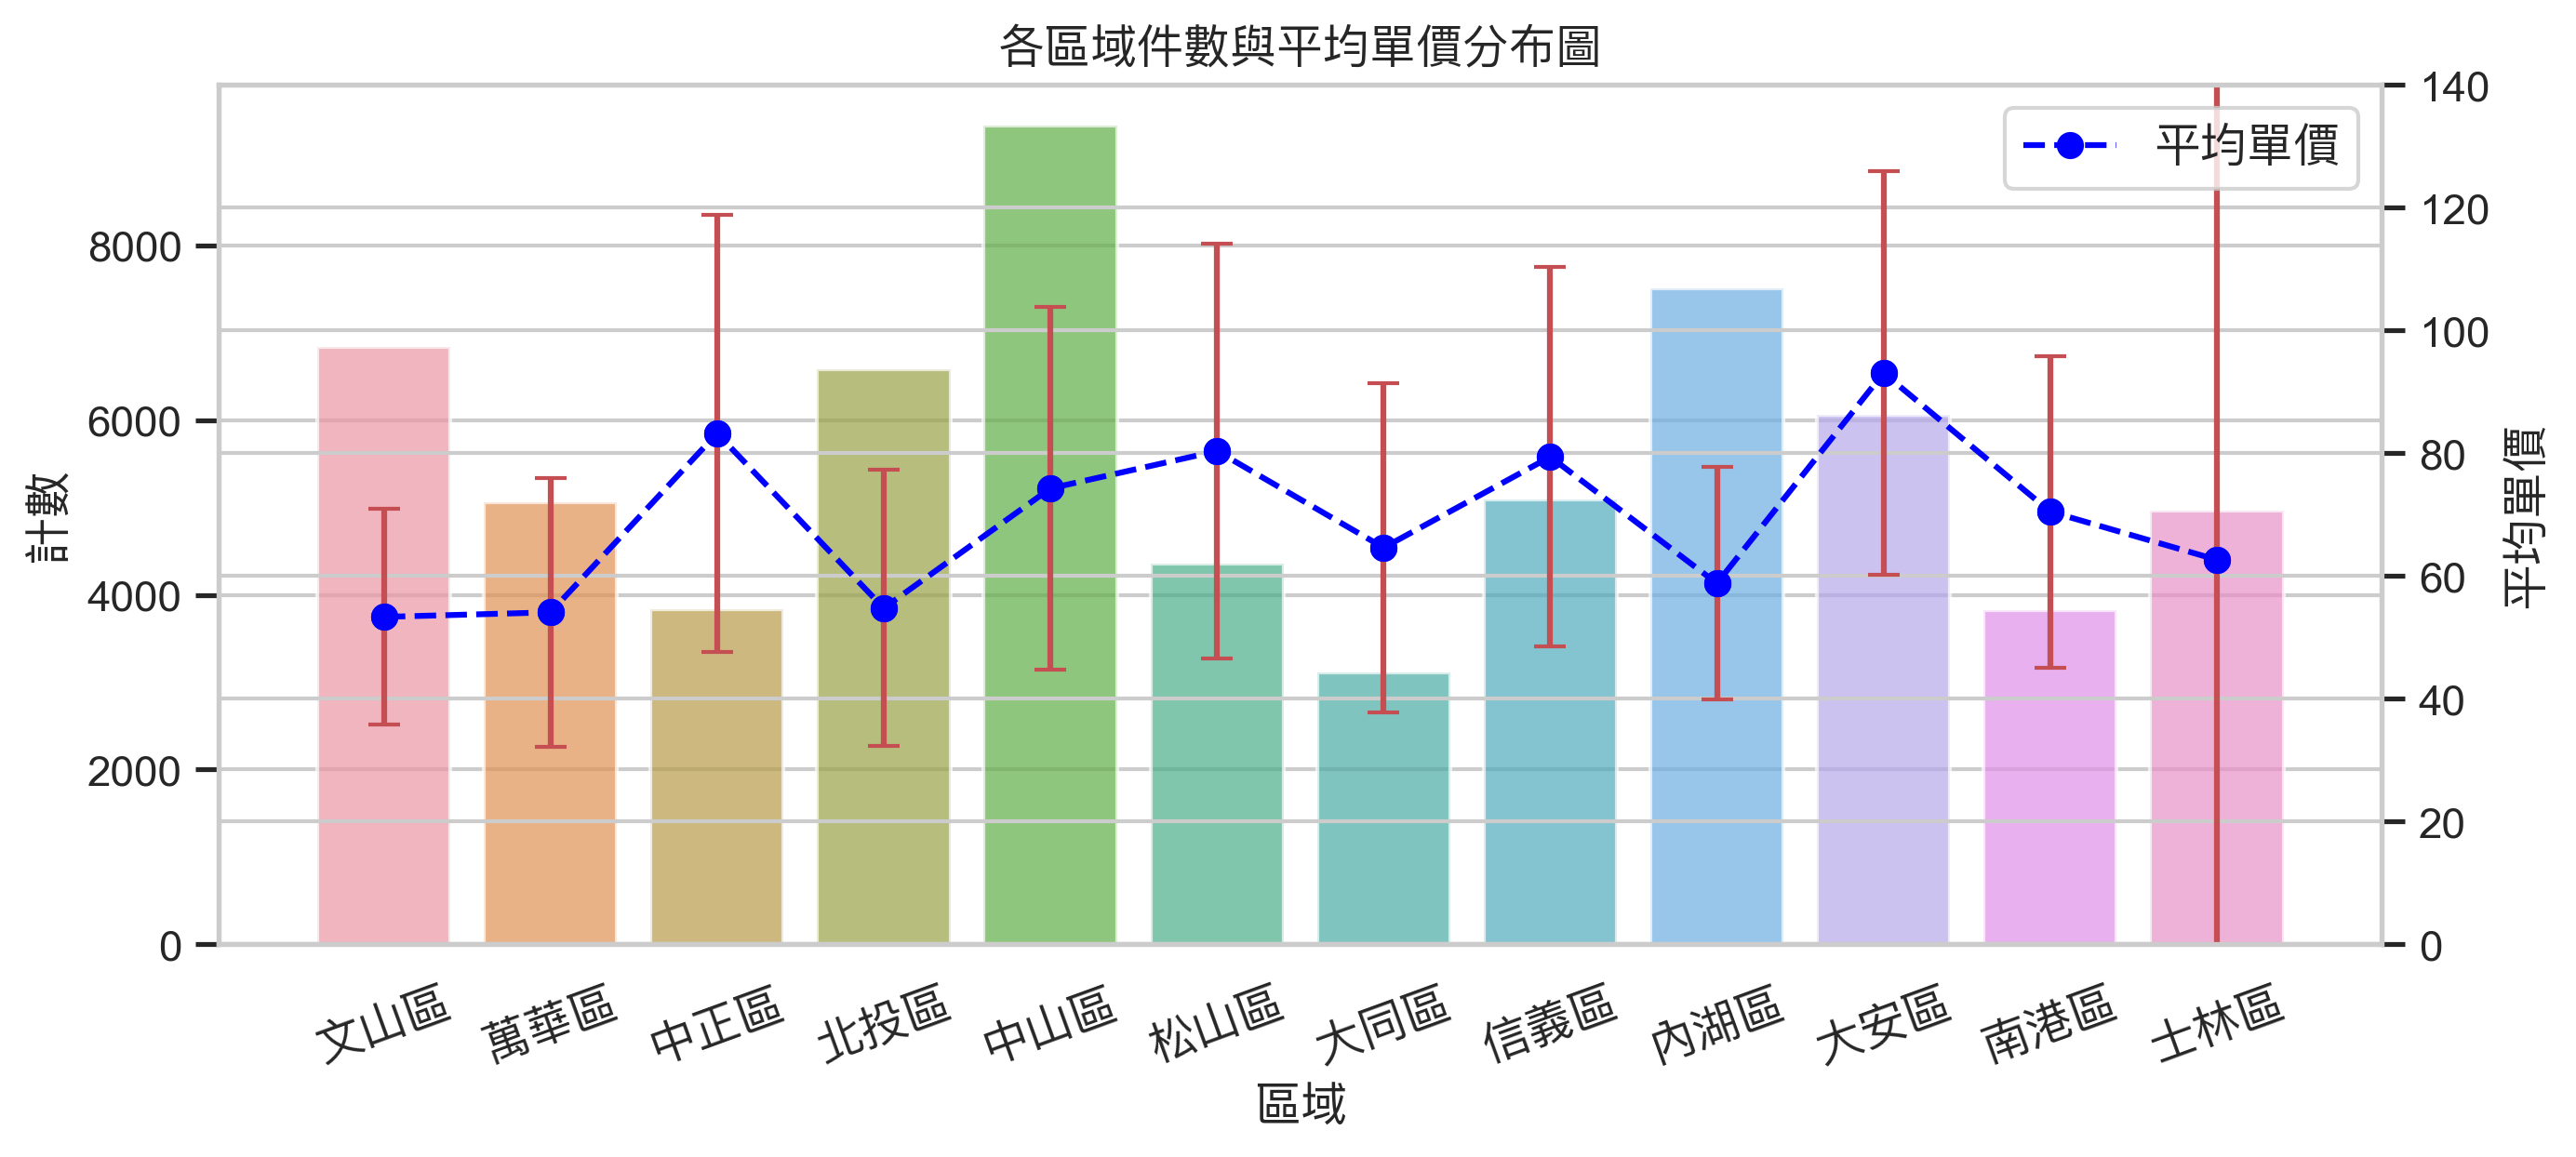 各區域件數與平均單價分布圖
平均單價
計數
8000
6000
4000
2000
0
140
120
100
80
60
40
20
0
平均單價
文山區
萬華區
中正區
北投區
中山區
松山區
大同區
信義區
內湖區
大安區
南港區
士林區
區域